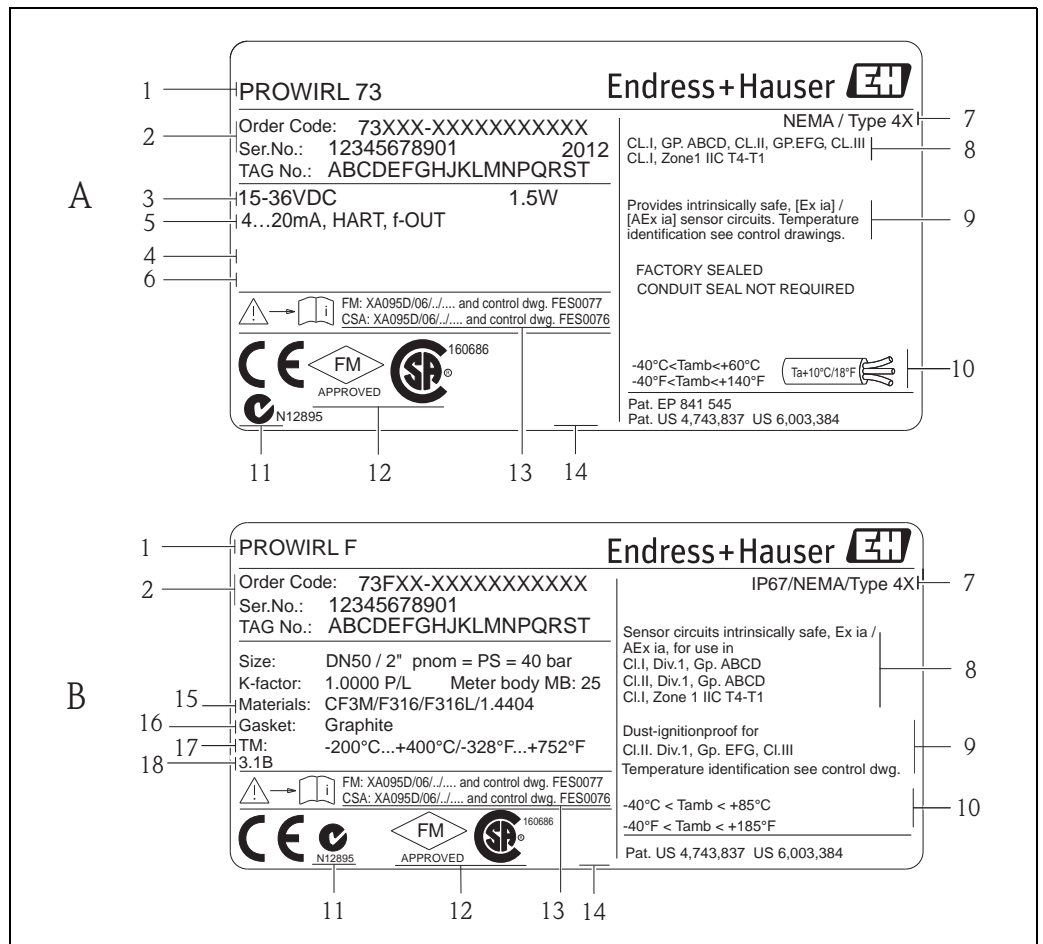 A
1
PROWIRL 73
Endress+Hauser EH
2
Order Code: 73XXX-XXXXXXXXXXX
Ser.No.: 12345678901 2012
TAG No.: ABCDEFGHJKLMNPQRST
3
15-36VDC 1.5W
5
4...20mA, HART, f-OUT
4
6
FM: XA095D/06/../.... and control dwg. FES0077
CSA: XA095D/06/../.... and control dwg. FES0076
CE
FM
APPROVED
SA
®
160686
N12895
NEMA / Type 4X
7
CL.I, GP. ABCD, CL.II, GP.EFG, CL.III
CL.I, Zone1 IIC T4-T1
8
Provides intrinsically safe, [Ex ia] /
[AEx ia] sensor circuits. Temperature
identification see control drawings.
9
FACTORY SEALED
CONDUIT SEAL NOT REQUIRED
-40°C<Tamb<+60°C
-40°F<Tamb<+140°F
Ta+10°C/18°F
10
Pat. EP 841 545
Pat. US 4,743,837 US 6,003,384
11
12
13
14
B
1
PROWIRL F
Endress+Hauser EH
2
Order Code: 73FXX-XXXXXXXXXXX
Ser.No.: 12345678901
TAG No.: ABCDEFGHJKLMNPQRST
Size: DN50 / 2" pnom = PS = 40 bar
K-factor: 1.0000 P/L Meter body MB: 25
15
Materials: CF3M/F316/F316L/1.4404
16
Gasket: Graphite
17
TM: -200°C...+400°C/-328°F...+752°F
18
3.1B
FM: XA095D/06/../.... and control dwg. FES0077
CSA: XA095D/06/../.... and control dwg. FES0076
CE
N12895
FM
APPROVED
SA
®
160686
IP67/NEMA/Type 4X
7
Sensor circuits intrinsically safe, Ex ia /
AEx ia, for use in
Cl.I, Div.1, Gp. ABCD
Cl.II, Div.1, Gp. ABCD
Cl.I, Zone 1 IIC T4-T1
8
Dust-ignitionproof for
Cl.II. Div.1, Gp. EFG, Cl.III
Temperature identification see control dwg.
9
-40°C < Tamb < +85°C
-40°F < Tamb < +185°F
10
Pat. US 4,743,837 US 6,003,384
11
12
13
14